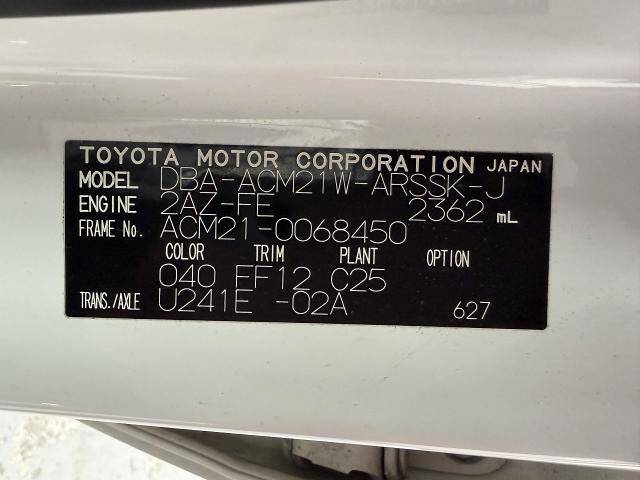 TOYOTA MOTOR CORPORATION JAPAN
MODEL DBA-ACM21W-ARSSK-J
ENGINE 2AZ-FE 2362 mL
FRAME No. ACM21-0068450
COLOR TRIM PLANT OPTION
040 FF12 C25
TRANS./AXLE U241E -02A 627